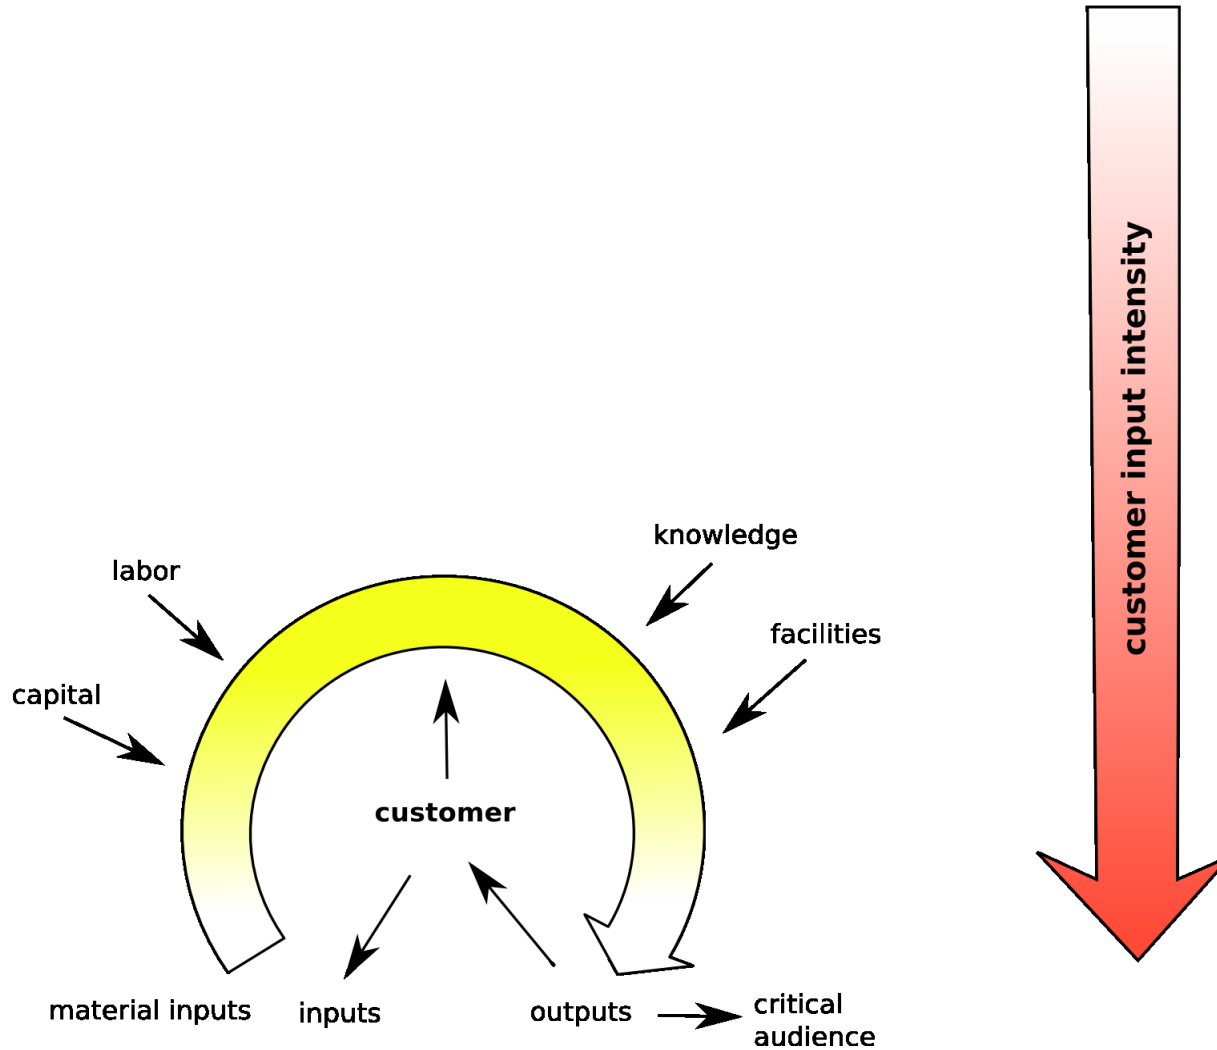 customer input intensity
knowledge
labor
facilities
capital
customer
material inputs
inputs
outputs
critical
audience